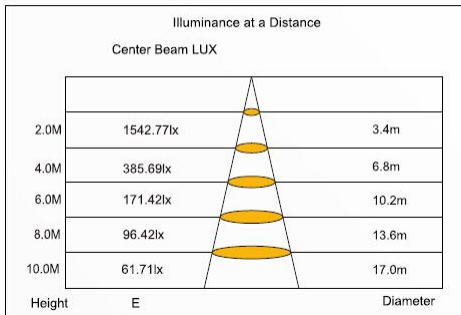 Illuminance at a Distance
Center Beam LUX
2.0M 1542.77lx 3.4m
4.0M 385.69lx 6.8m
6.0M 171.42lx 10.2m
8.0M 96.42lx 13.6m
10.0M 61.71lx 17.0m
Height E Diameter